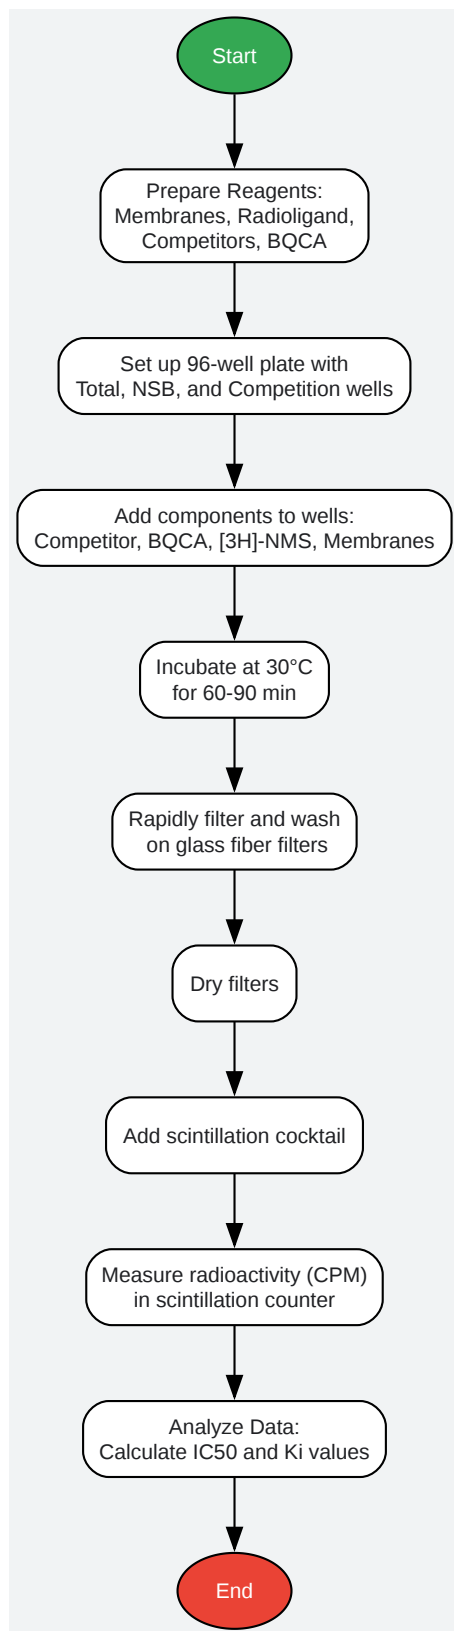 Start
Prepare Reagents:
Membranes, Radioligand,
Competitors, BQCA
Set up 96-well plate with
Total, NSB, and Competition wells
Add components to wells:
Competitor, BQCA, [3H]-NMS, Membranes
Incubate at 30°C
for 60-90 min
Rapidly filter and wash
on glass fiber filters
Dry filters
Add scintillation cocktail
Measure radioactivity (CPM)
in scintillation counter
Analyze Data:
Calculate IC50 and Ki values
End